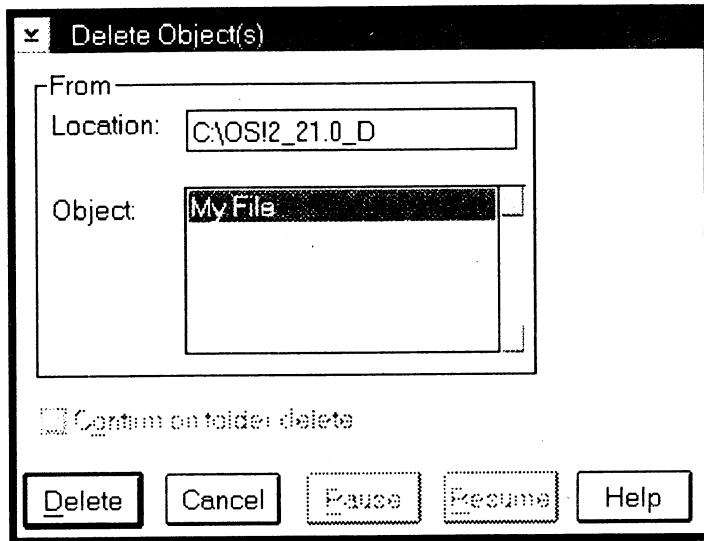 Delete Object(s)
From
Location: C:\OS!2_21.0_D
Object: My File
Confirm on folder delete
Delete Cancel Pause Resume Help